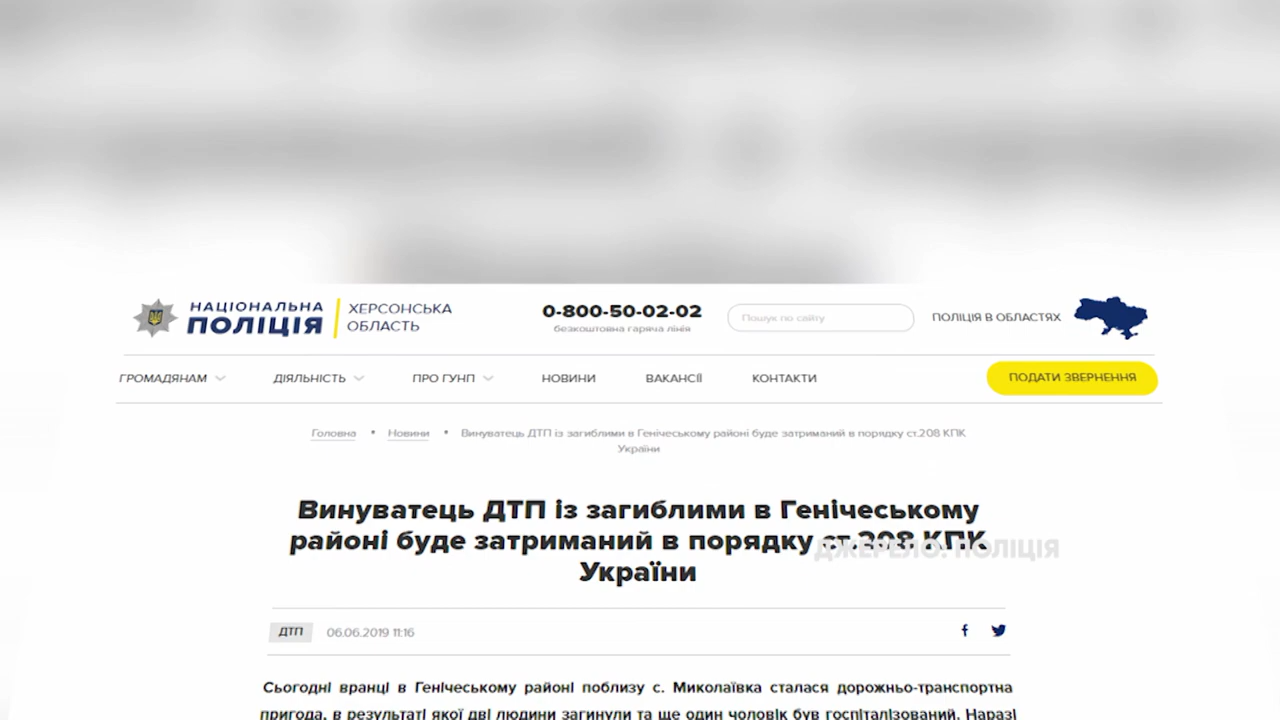 НАЦІОНАЛЬНА
ПОЛІЦІЯ
ХЕРСОНСЬКА
ОБЛАСТЬ
0-800-50-02-02
безкоштовна гаряча лінія
Пошук по сайту
ПОЛІЦІЯ В ОБЛАСТЯХ
ГРОМАДЯНАМ ДІЯЛЬНІСТЬ ПРО ГУНП НОВИНИ ВАКАНСІЇ КОНТАКТИ ПОДАТИ ЗВЕРНЕННЯ
Головна • Новини • Винуватець ДТП із загиблими в Генічеському районі буде затриманий в порядку ст.208 КПК
України
Винуватець ДТП із загиблими в Генічеському
районі буде затриманий в порядку ст.208 КПК
України
ДЖЕРЕЛО: ПОЛІЦІЯ
ДТП 06.06.2019 11:16
Сьогодні вранці в Генічеському районі поблизу с. Миколаївка сталася дорожньо-транспортна
пригода, в результаті якої дві людини загинули та ще один чоловік був госпіталізований. Наразі